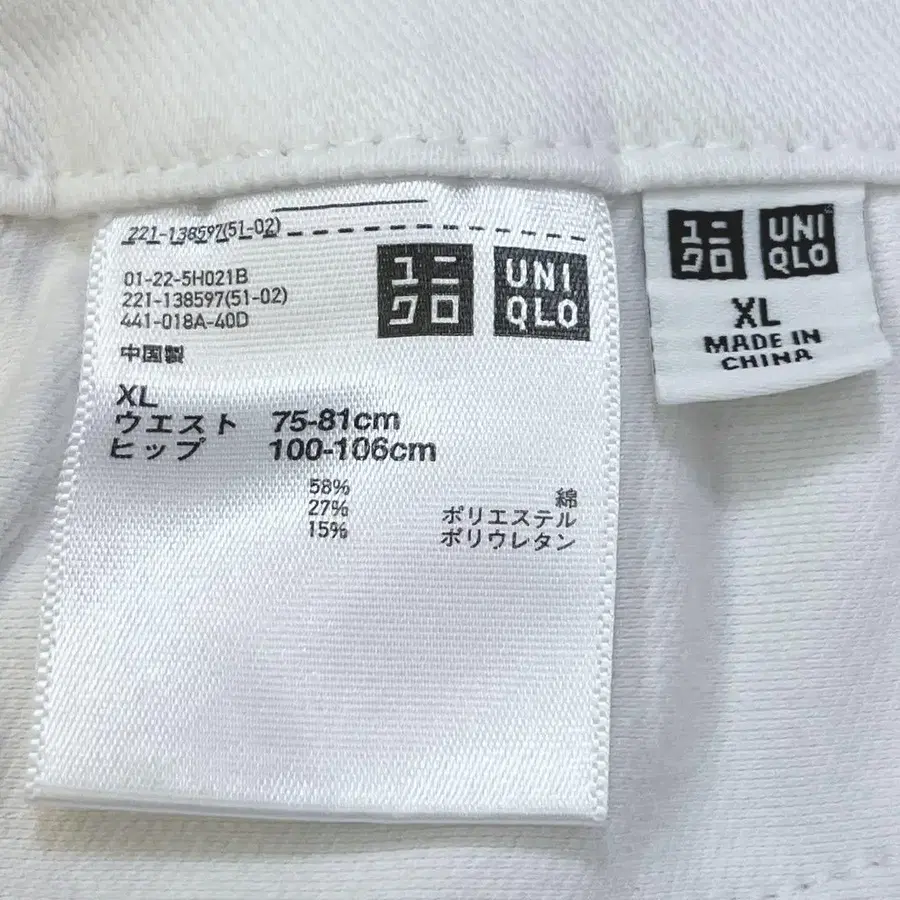 221-138597(51-02)
01-22-5H021B
221-138597(51-02)
441-018A-40D
中国製
ユニ
クロ
UNI
QLO
XL
ウエスト 75-81cm
ヒップ 100-106cm
58% 綿
27% ポリエステル
15% ポリウレタン
ユニ
クロ
UNI
QLO
XL
MADE IN
CHINA